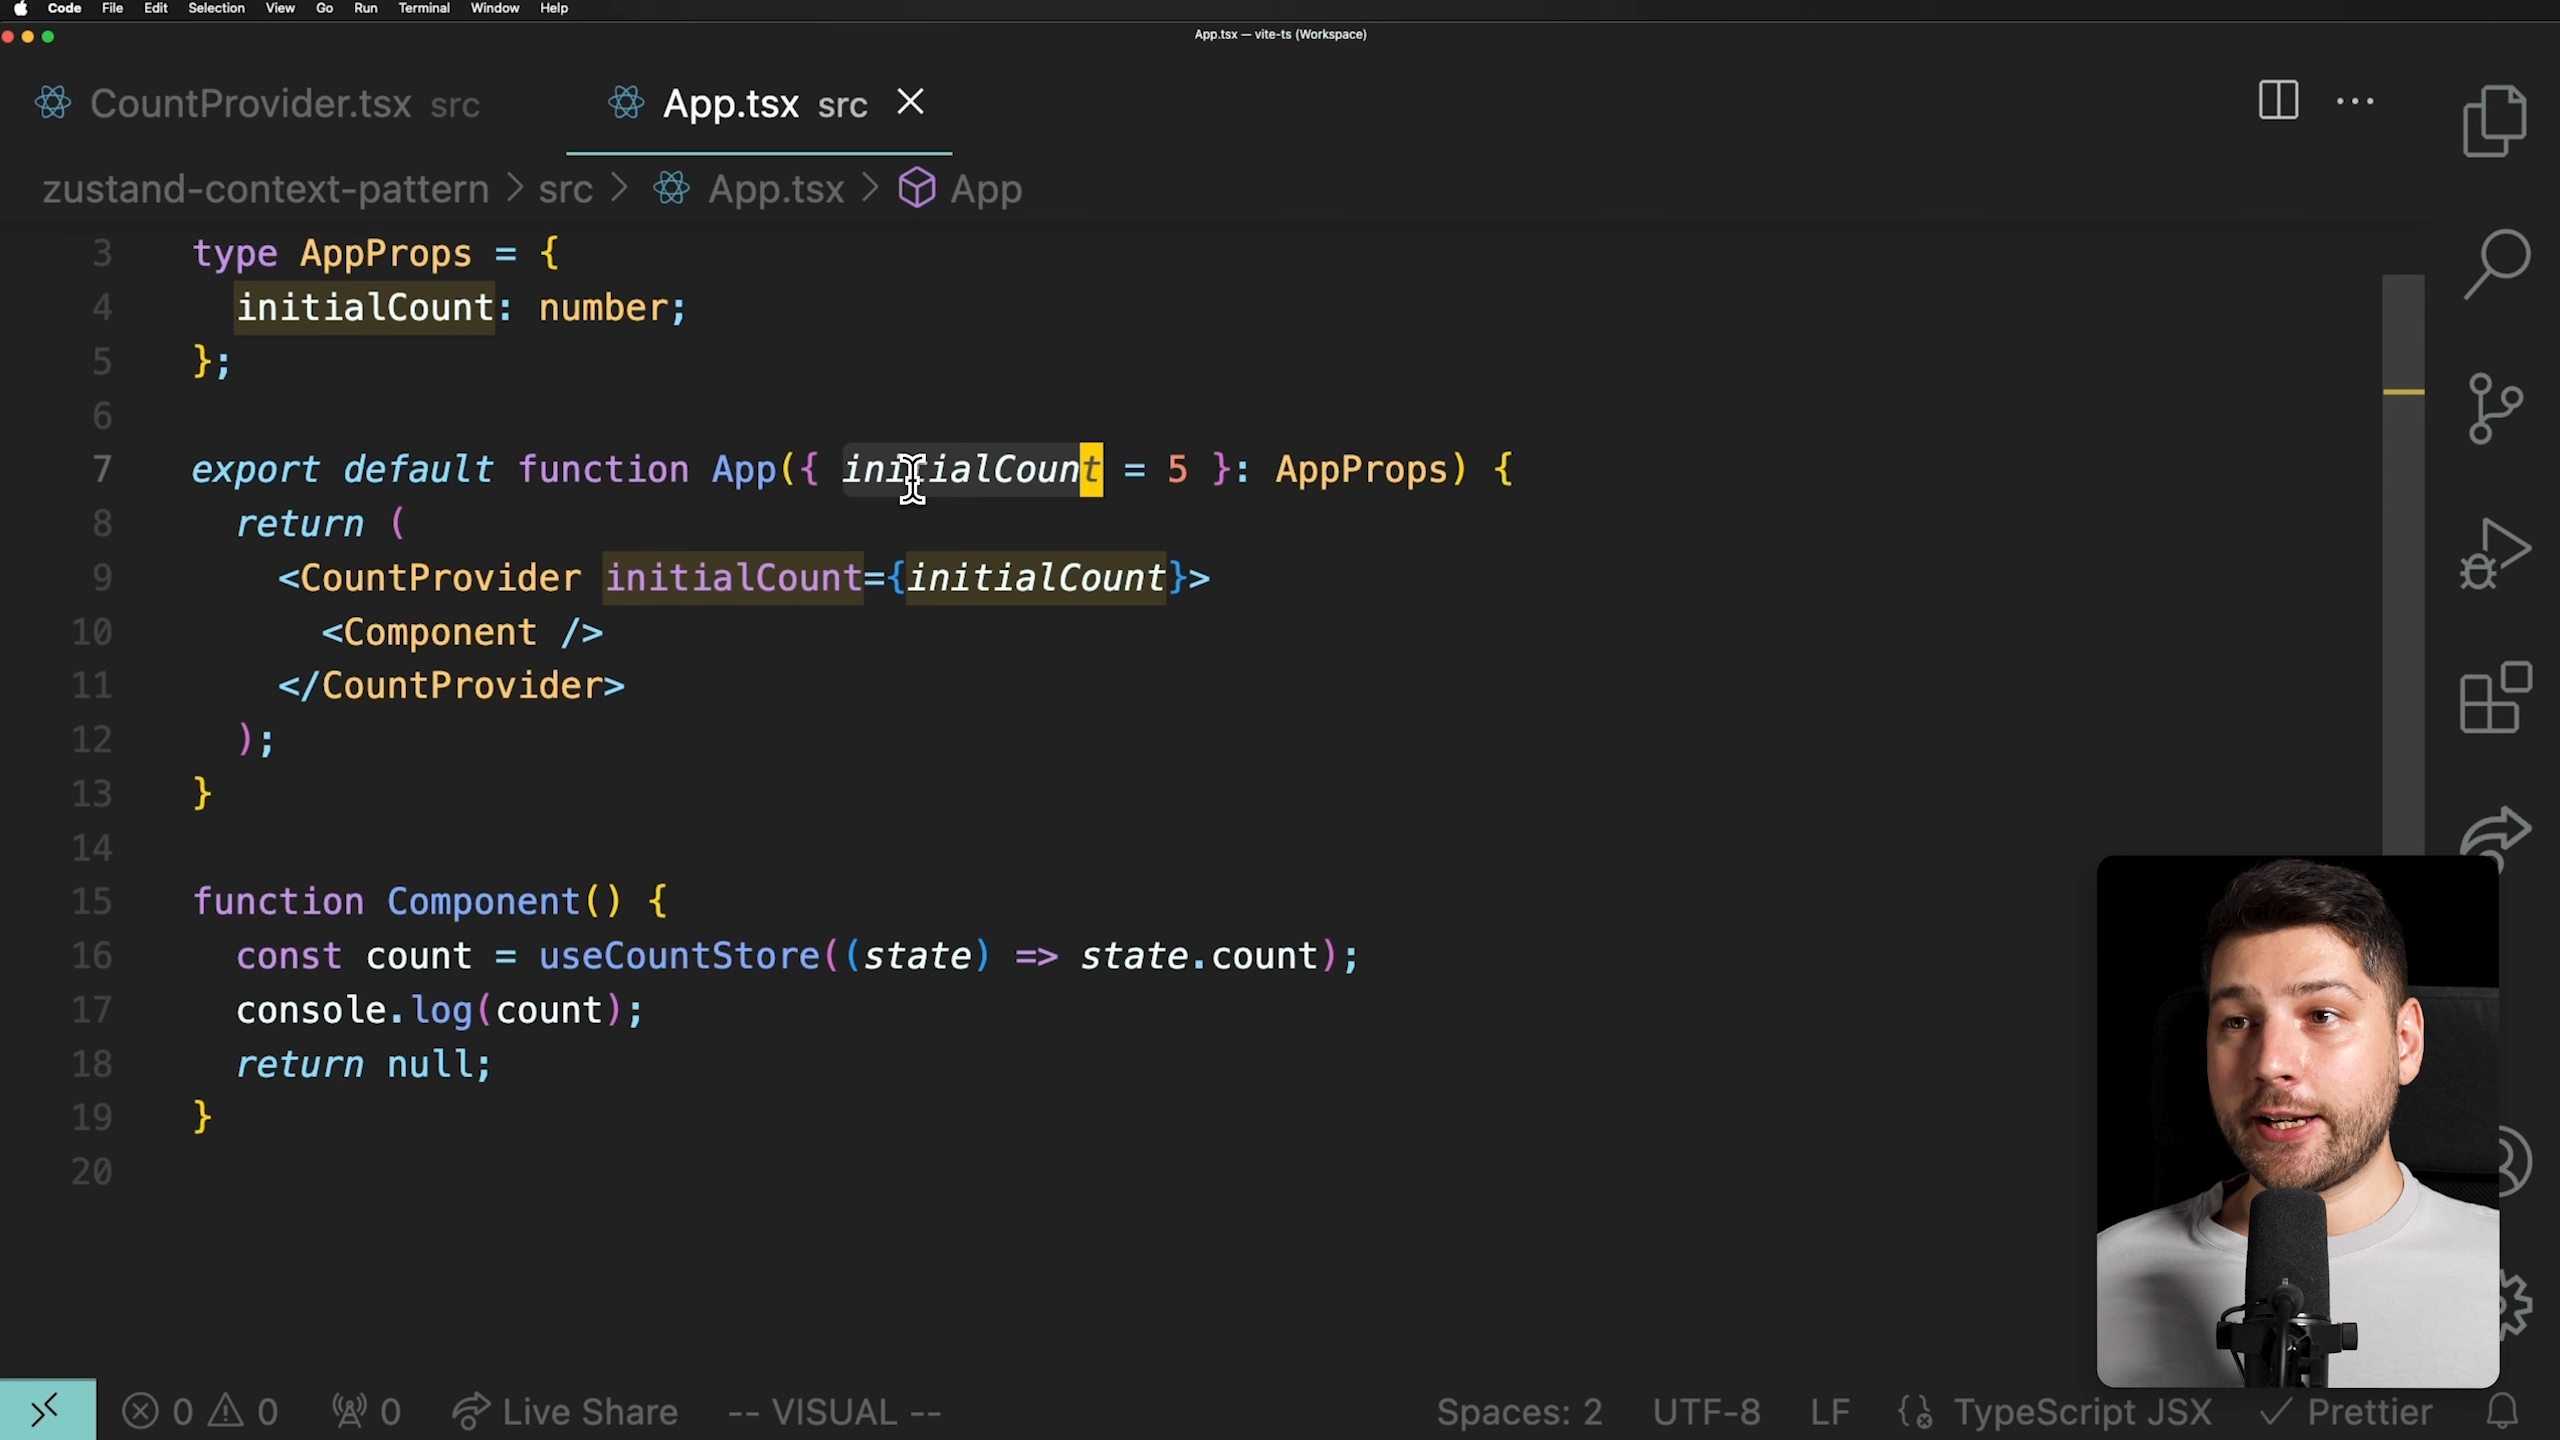 Code File Edit Selection View Go Run Terminal Window Help
App.tsx — vite-ts (Workspace)
CountProvider.tsx src App.tsx src
zustand-context-pattern > src > App.tsx > App
3 type AppProps = {
4 initialCount: number;
5 };
6
7 export default function App({ initialCount = 5 }: AppProps) {
8 return (
9 <CountProvider initialCount={initialCount}>
10 <Component />
11 </CountProvider>
12 );
13 }
14
15 function Component() {
16 const count = useCountStore((state) => state.count);
17 console.log(count);
18 return null;
19 }
20
0 0 0 Live Share -- VISUAL -- Spaces: 2 UTF-8 LF TypeScript JSX Prettier